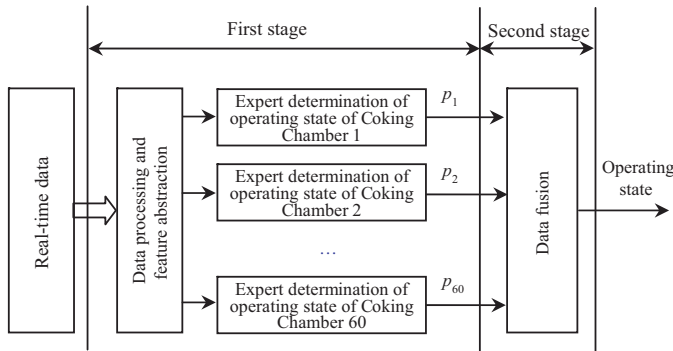 First stage
Second stage
Real-time data
Data processing and
feature abstraction
Expert determination of
operating state of Coking
Chamber 1
p1
Expert determination of
operating state of Coking
Chamber 2
p2
...
Expert determination of
operating state of Coking
Chamber 60
p60
Data fusion
Operating
state